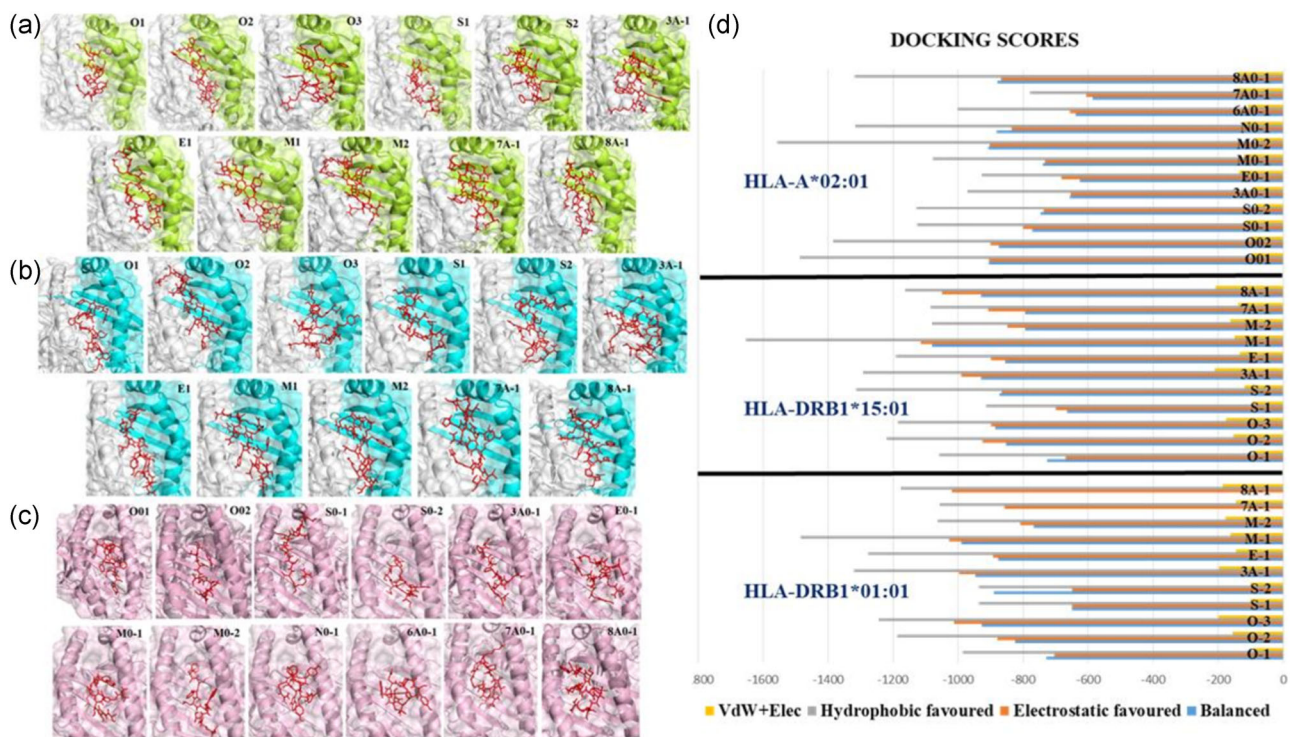 (a)
O1 O2 O3 S1 S2 3A-1
E1 M1 M2 7A-1 8A-1
(b)
O1 O2 O3 S1 S2 3A-1
E1 M1 M2 7A-1 8A-1
(c)
O01 O02 S0-1 S0-2 3A0-1 E0-1
M0-1 M0-2 N0-1 6A0-1 7A0-1 8A0-1
(d)
DOCKING SCORES
8A0-1
7A0-1
6A0-1
N0-1
M0-2
M0-1
HLA-A*02:01
E0-1
3A0-1
S0-2
S0-1
O02
O01
8A-1
7A-1
M-2
M-1
E-1
3A-1
HLA-DRB1*15:01
S-2
S-1
O-3
O-2
O-1
8A-1
7A-1
M-2
M-1
E-1
3A-1
HLA-DRB1*01:01
S-2
S-1
O-3
O-2
O-1
800 -1600 -1400 -1200 -1000 -800 -600 -400 -200 0
VdW+Elec Hydrophobic favoured Electrostatic favoured Balanced